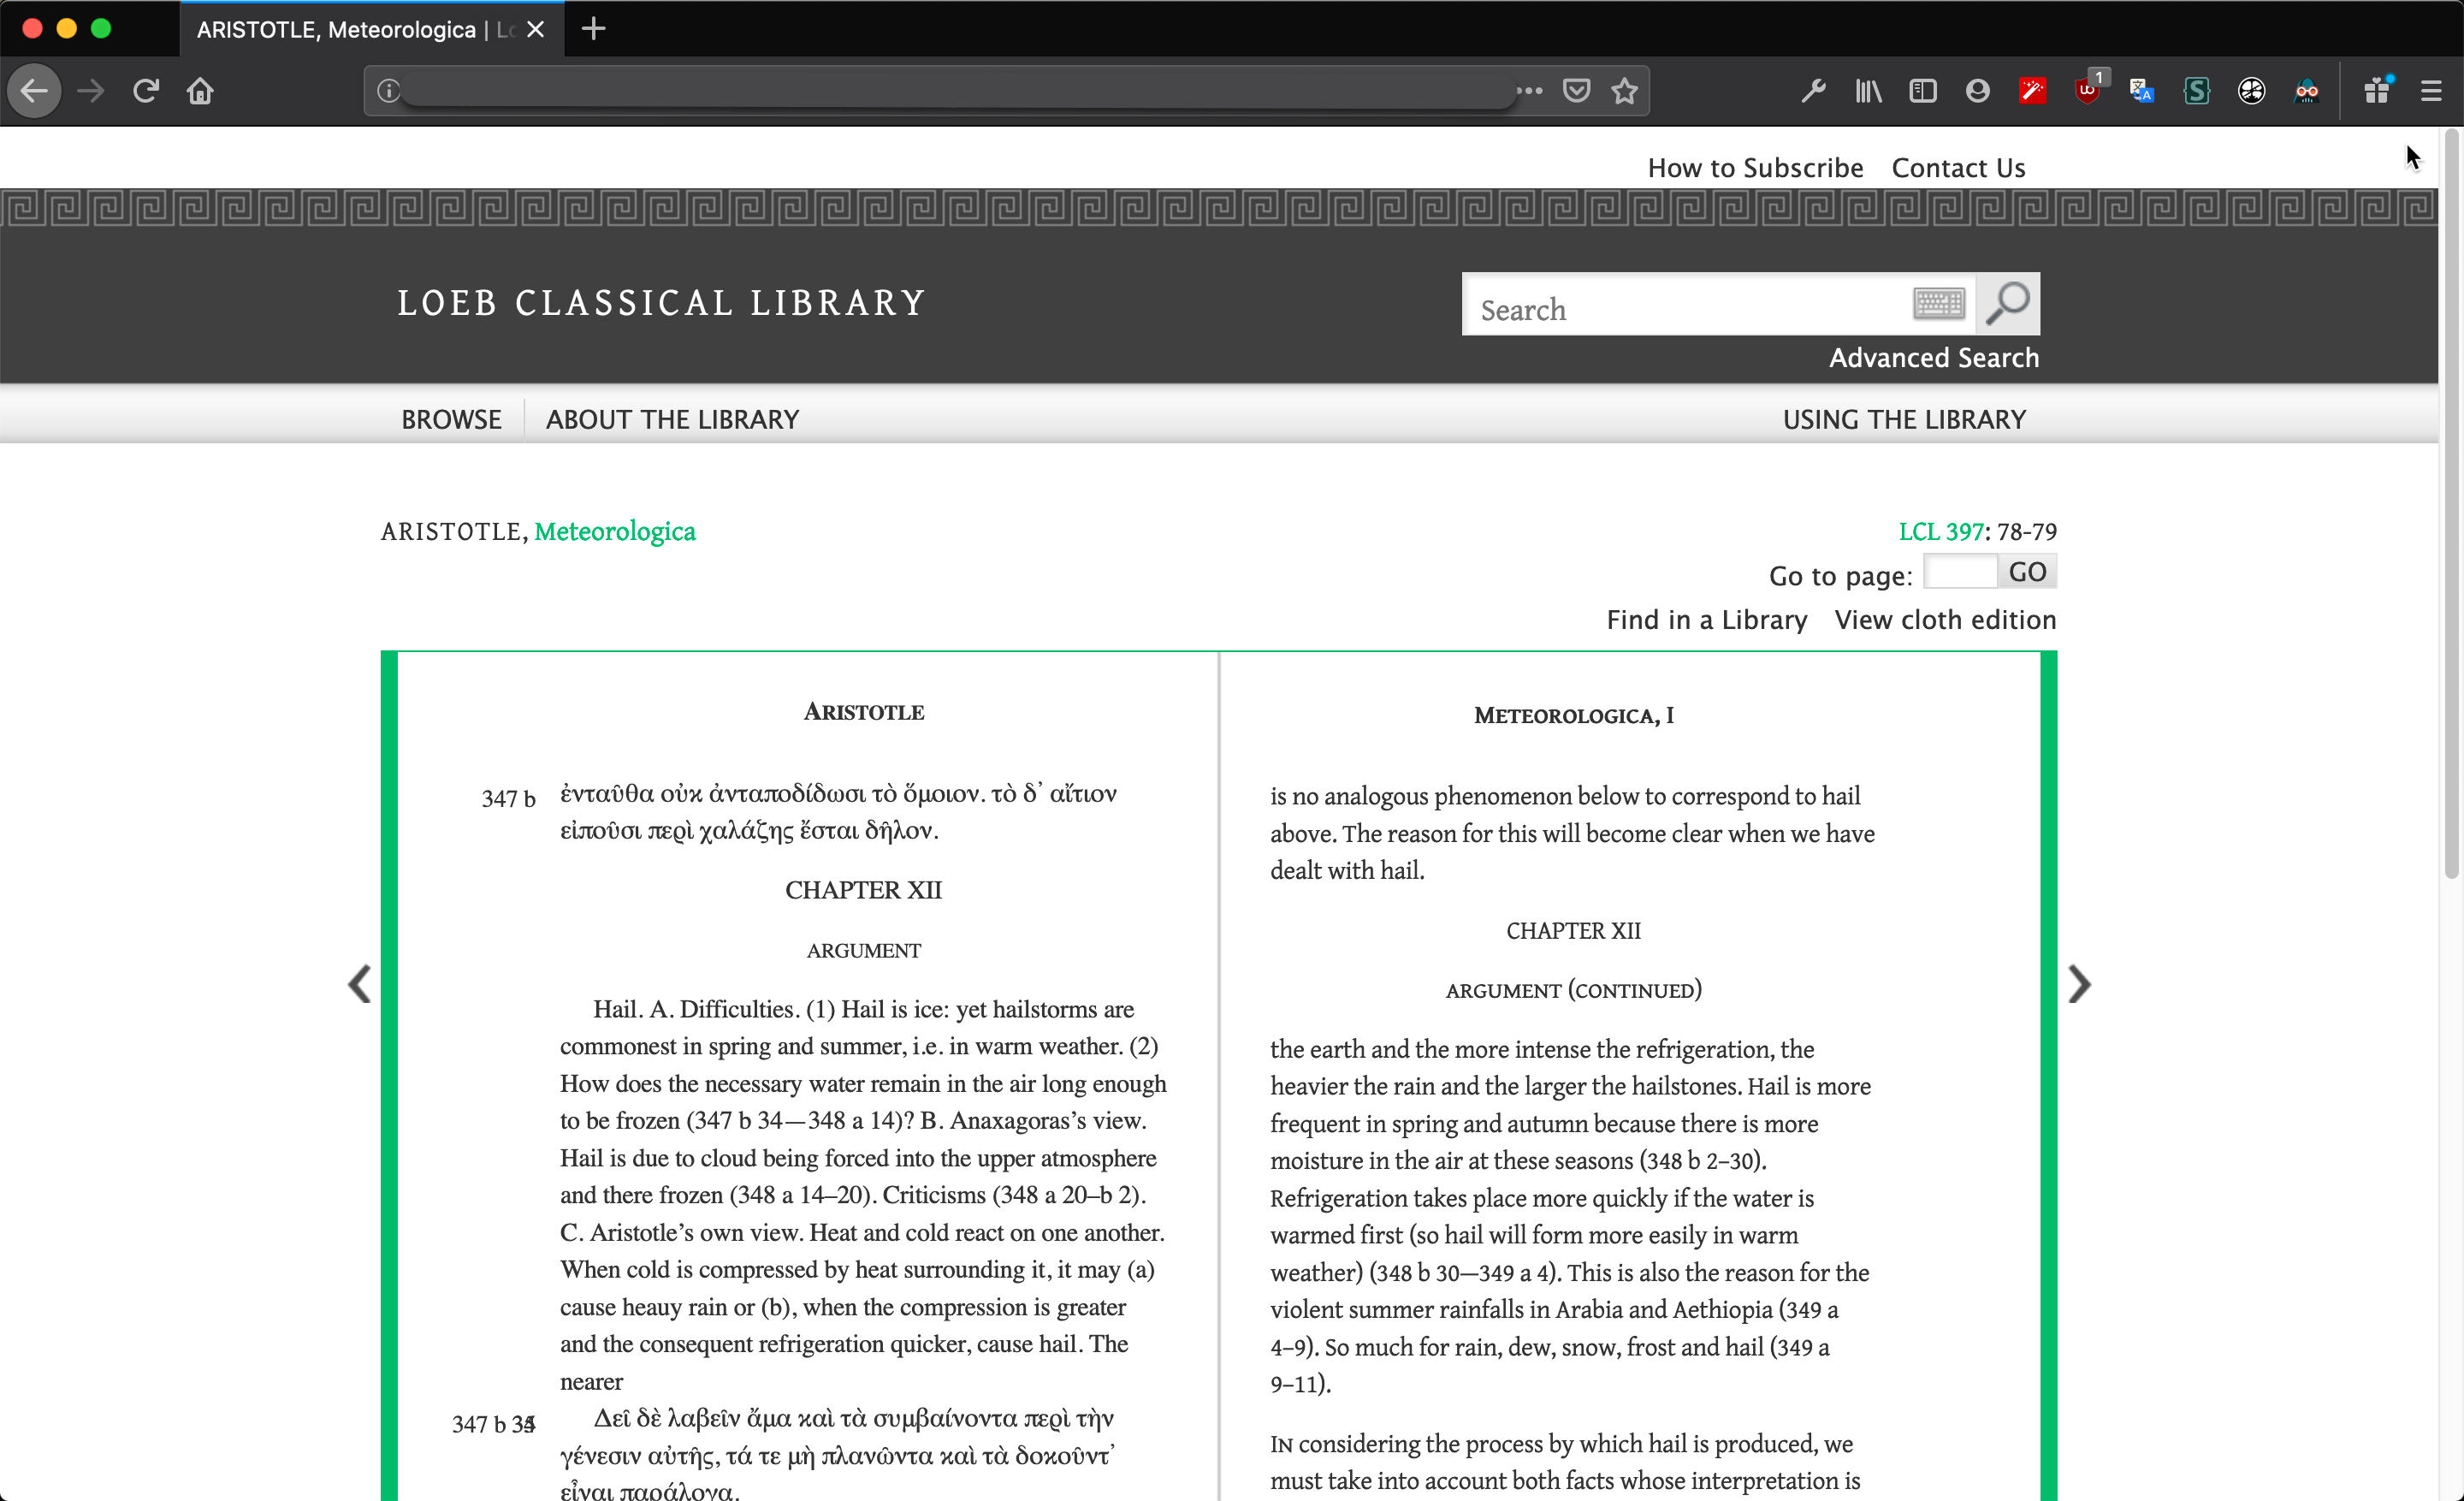 ARISTOTLE, Meteorologica | Lo
1
How to Subscribe Contact Us
LOEB CLASSICAL LIBRARY
Search
Advanced Search
BROWSE ABOUT THE LIBRARY USING THE LIBRARY
ARISTOTLE, Meteorologica
LCL 397: 78-79
Go to page: GO
Find in a Library View cloth edition
ARISTOTLE
347 b ἐνταῦθα οὐκ ἀνταποδίδωσι τὸ ὅμοιον. τὸ δ᾽ αἴτιον
εἰποῦσι περὶ χαλάζης ἔσται δῆλον.
CHAPTER XII
ARGUMENT
Hail. A. Difficulties. (1) Hail is ice: yet hailstorms are
commonest in spring and summer, i.e. in warm weather. (2)
How does the necessary water remain in the air long enough
to be frozen (347 b 34—348 a 14)? B. Anaxagoras’s view.
Hail is due to cloud being forced into the upper atmosphere
and there frozen (348 a 14–20). Criticisms (348 a 20–b 2).
C. Aristotle’s own view. Heat and cold react on one another.
When cold is compressed by heat surrounding it, it may (a)
cause heauy rain or (b), when the compression is greater
and the consequent refrigeration quicker, cause hail. The
nearer
347 b Δεῖ δὲ λαβεῖν ἅμα καὶ τὰ συμβαίνοντα περὶ τὴν
γένεσιν αὐτῆς, τά τε μὴ πλανῶντα καὶ τὰ δοκοῦντ᾽
εἶναι παράλογα.
METEOROLOGICA, I
is no analogous phenomenon below to correspond to hail
above. The reason for this will become clear when we have
dealt with hail.
CHAPTER XII
ARGUMENT (CONTINUED)
the earth and the more intense the refrigeration, the
heavier the rain and the larger the hailstones. Hail is more
frequent in spring and autumn because there is more
moisture in the air at these seasons (348 b 2–30).
Refrigeration takes place more quickly if the water is
warmed first (so hail will form more easily in warm
weather) (348 b 30—349 a 4). This is also the reason for the
violent summer rainfalls in Arabia and Aethiopia (349 a
4–9). So much for rain, dew, snow, frost and hail (349 a
9–11).
IN considering the process by which hail is produced, we
must take into account both facts whose interpretation is